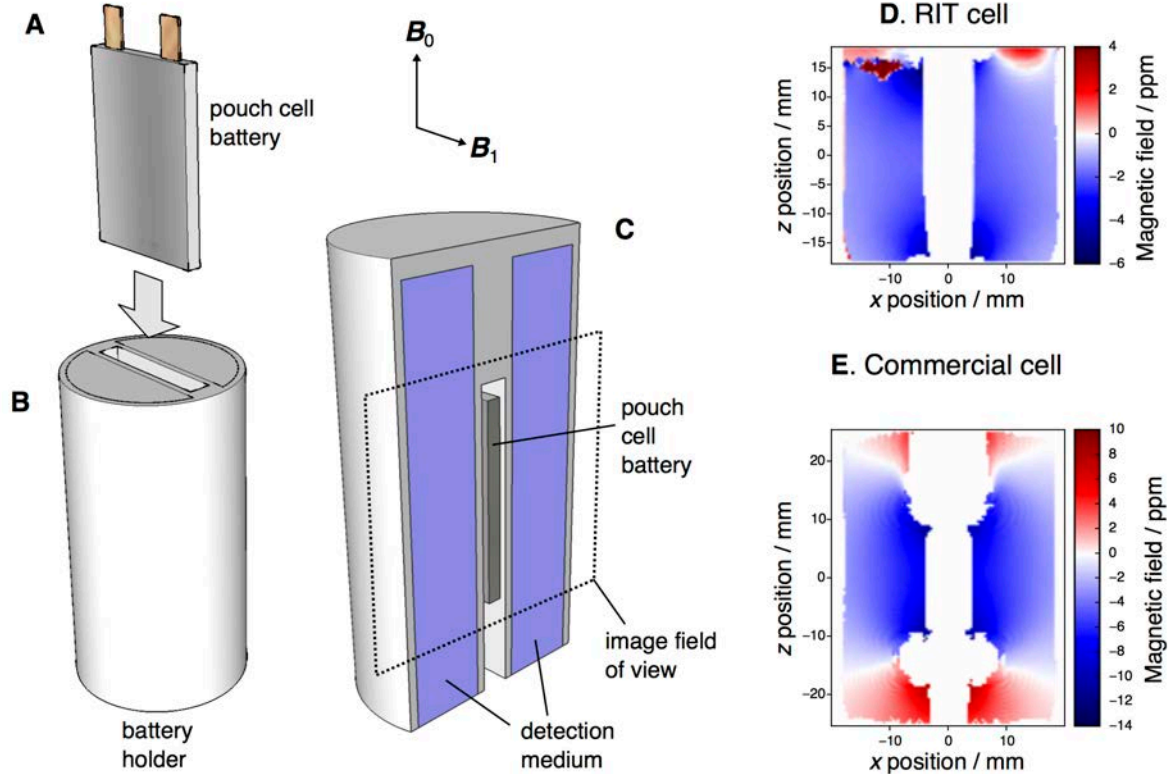 A
pouch cell
battery
B
battery
holder
B₀
B₁
C
pouch
cell
battery
image field
of view
detection
medium
D. RIT cell
z position / mm
15
10
5
0
−5
−10
−15
−10 0 10
x position / mm
4
2
0
−2
−4
−6
Magnetic field / ppm
E. Commercial cell
z position / mm
20
10
0
−10
−20
−10 0 10
x position / mm
10
8
6
4
2
0
−2
−4
−6
−8
−10
−12
−14
Magnetic field / ppm